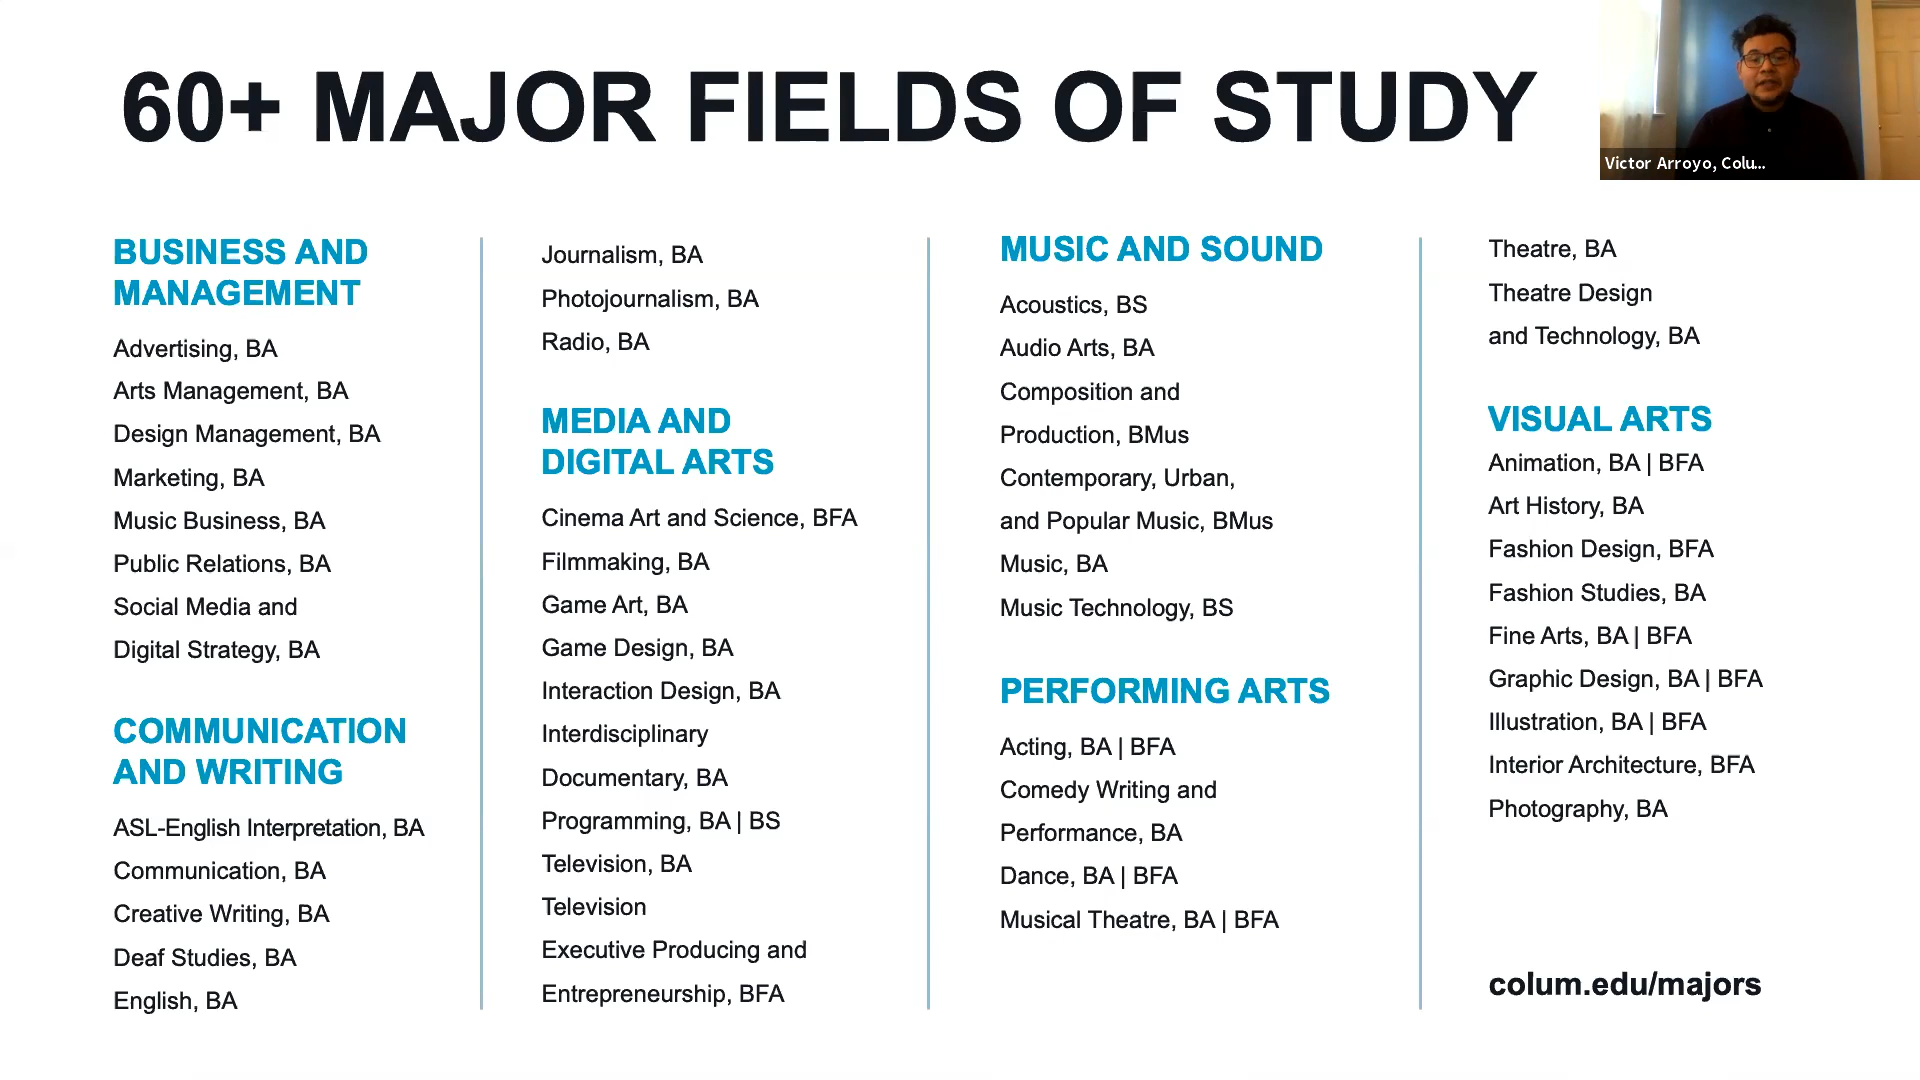 60+ MAJOR FIELDS OF STUDY
Victor Arroyo, Colu...
BUSINESS AND
MANAGEMENT
Advertising, BA
Arts Management, BA
Design Management, BA
Marketing, BA
Music Business, BA
Public Relations, BA
Social Media and
Digital Strategy, BA
COMMUNICATION
AND WRITING
ASL-English Interpretation, BA
Communication, BA
Creative Writing, BA
Deaf Studies, BA
English, BA
Journalism, BA
Photojournalism, BA
Radio, BA
MEDIA AND
DIGITAL ARTS
Cinema Art and Science, BFA
Filmmaking, BA
Game Art, BA
Game Design, BA
Interaction Design, BA
Interdisciplinary
Documentary, BA
Programming, BA | BS
Television, BA
Television
Executive Producing and
Entrepreneurship, BFA
MUSIC AND SOUND
Acoustics, BS
Audio Arts, BA
Composition and
Production, BMus
Contemporary, Urban,
and Popular Music, BMus
Music, BA
Music Technology, BS
PERFORMING ARTS
Acting, BA | BFA
Comedy Writing and
Performance, BA
Dance, BA | BFA
Musical Theatre, BA | BFA
Theatre, BA
Theatre Design
and Technology, BA
VISUAL ARTS
Animation, BA | BFA
Art History, BA
Fashion Design, BFA
Fashion Studies, BA
Fine Arts, BA | BFA
Graphic Design, BA | BFA
Illustration, BA | BFA
Interior Architecture, BFA
Photography, BA
colum.edu/majors